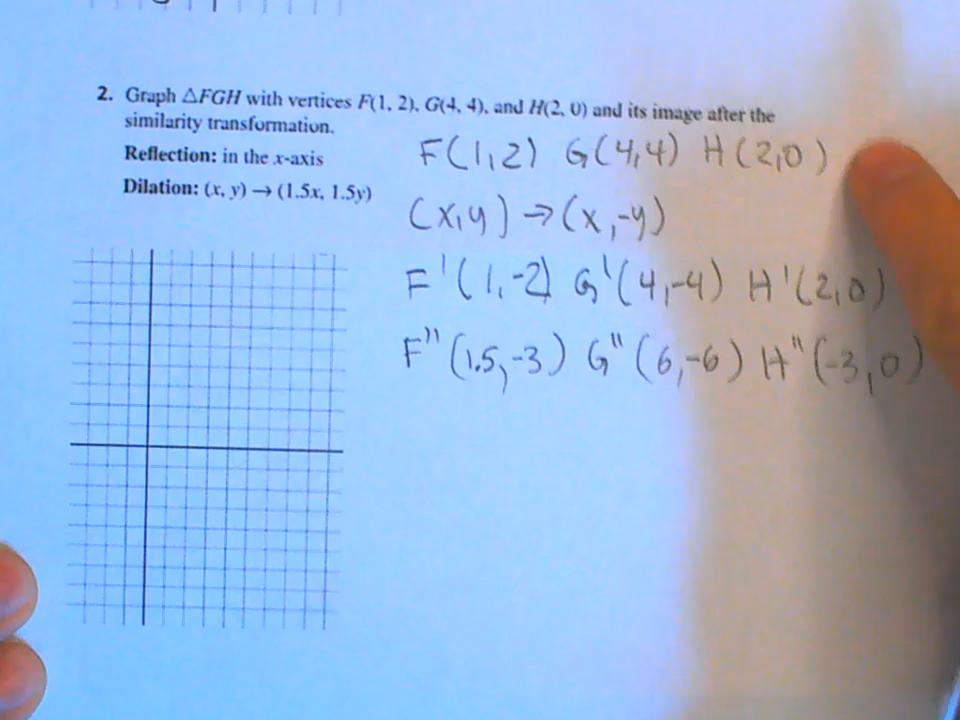 2. Graph △FGH with vertices F(1, 2), G(4, 4), and H(2, 0) and its image after the
similarity transformation.
Reflection: in the x-axis
Dilation: (x, y) → (1.5x, 1.5y)
F(1,2) G(4,4) H(2,0)
(x,y) → (x,-y)
F'(1,-2) G'(4,-4) H'(2,0)
F"(1.5,-3) G"(6,-6) H"(-3,0)